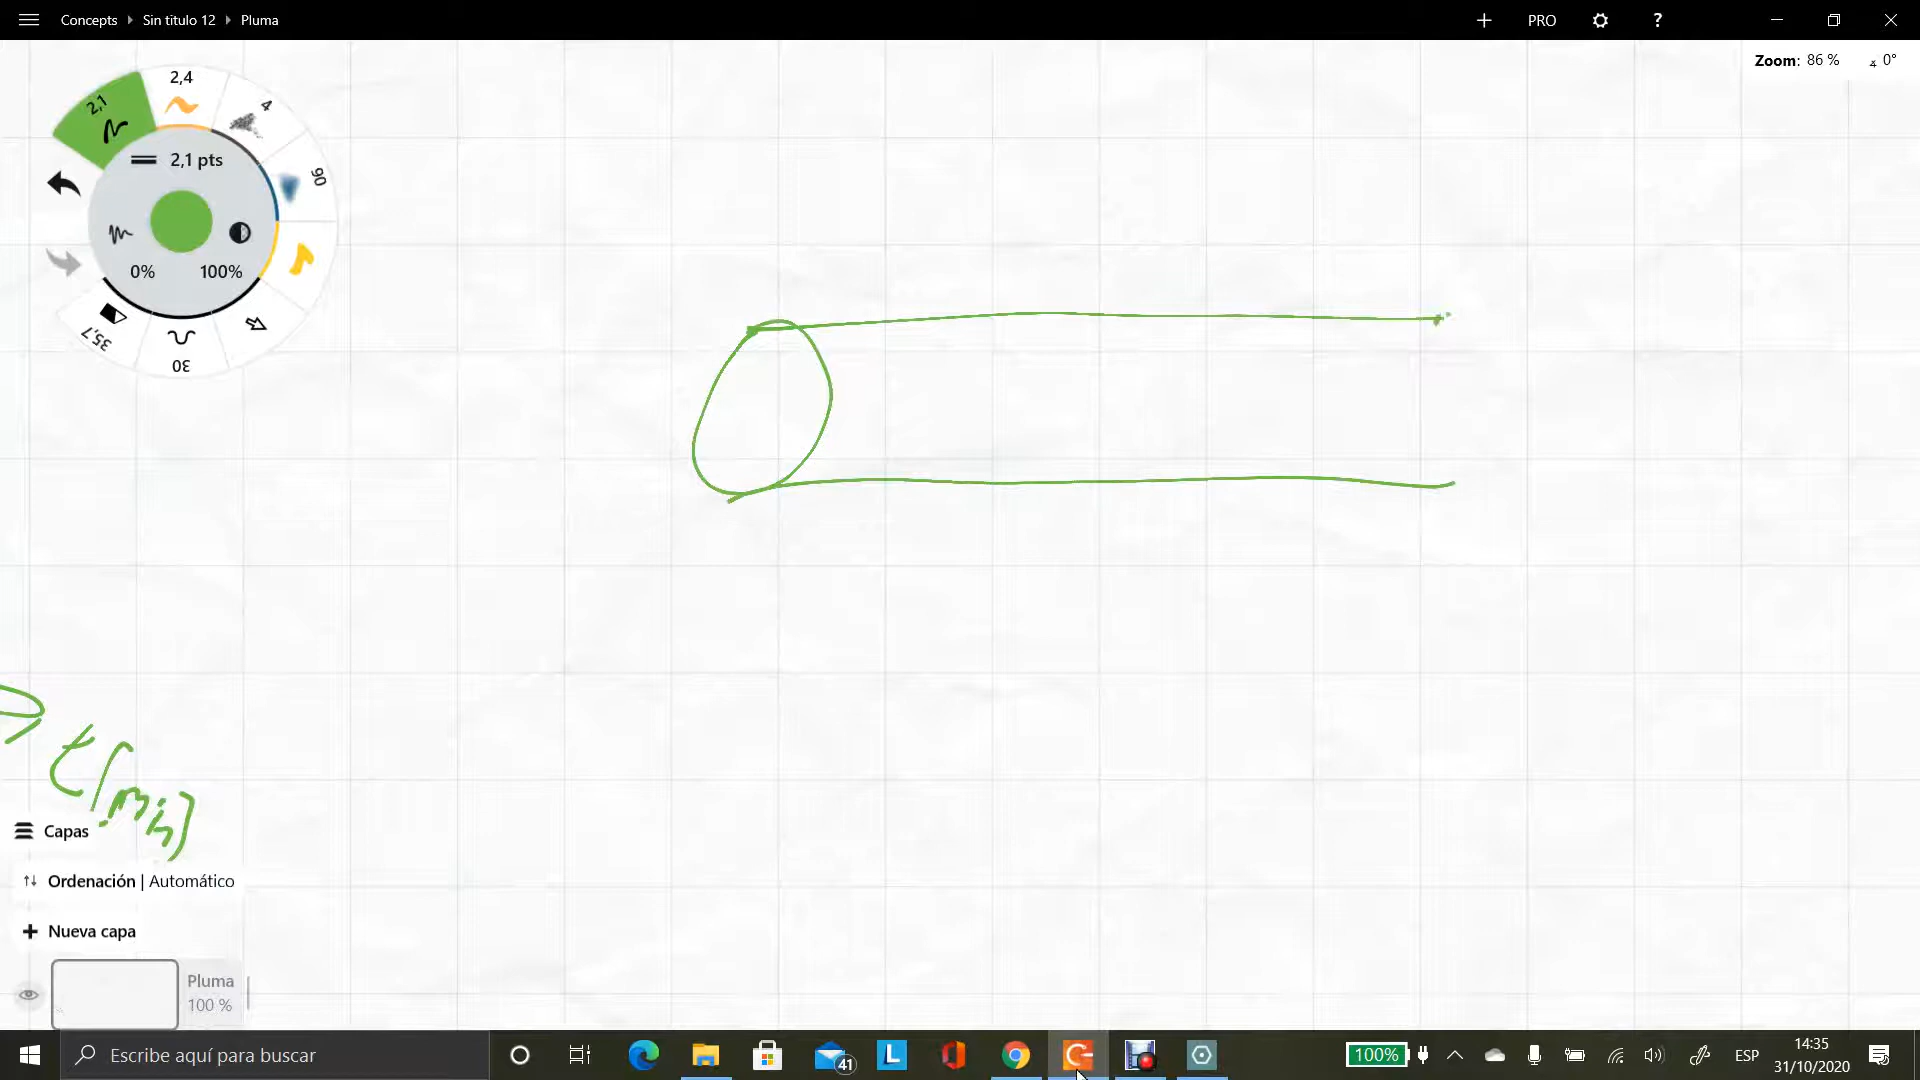 Concepts Sin título 12 Pluma
PRO ?
Zoom: 86 % 0°
2,1
2,4
4
90
2,1 pts
0% 100%
35,7
30
t[min]
Capas
Ordenación | Automático
Nueva capa
Pluma
100 %
Escribe aquí para buscar
41
L
100%
ESP
14:35
31/10/2020